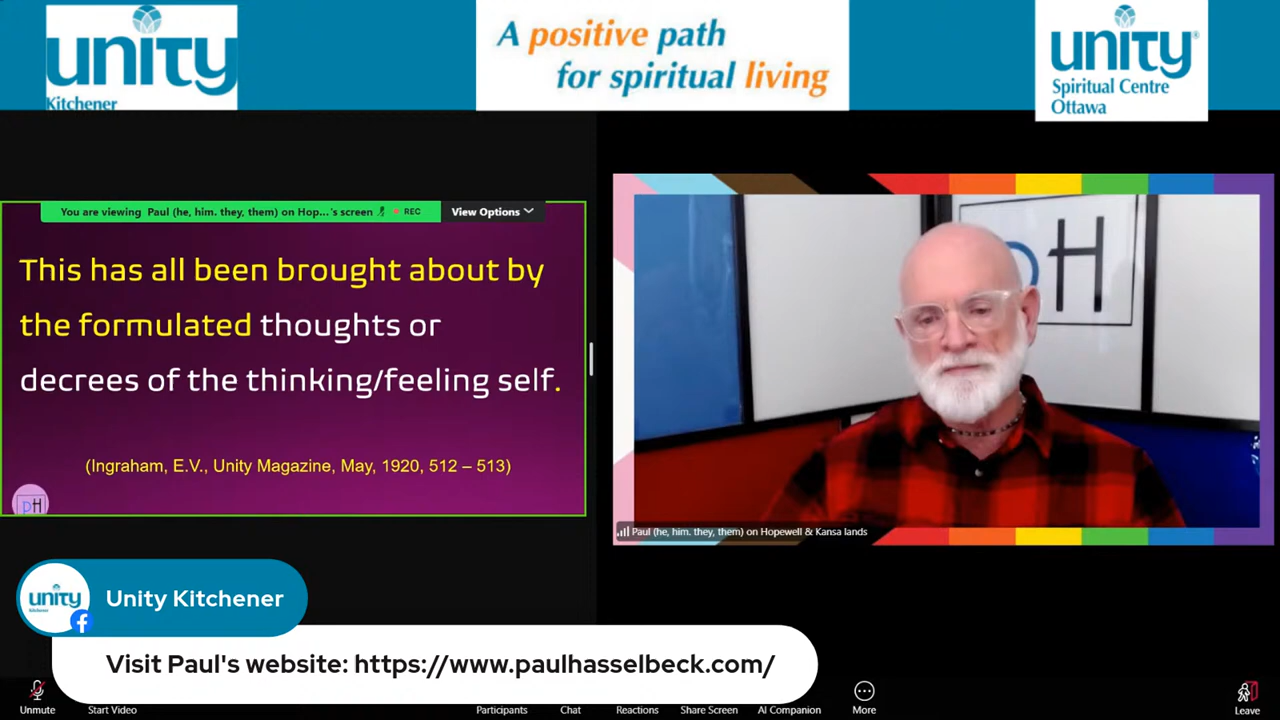 unity
Kitchener
A positive path
for spiritual living
unity®
Spiritual Centre
Ottawa
You are viewing Paul (he, him. they, them) on Hop...'s screen
REC
View Options
This has all been brought about by
the formulated thoughts or
decrees of the thinking/feeling self.
(Ingraham, E.V., Unity Magazine, May, 1920, 512 – 513)
pH
pH
Paul (he, him. they, them) on Hopewell & Kansa lands
unity
Kitchener
Unity Kitchener
Visit Paul's website: https://www.paulhasselbeck.com/
Unmute
Start Video
Participants
Chat
Reactions
Share Screen
AI Companion
More
Leave